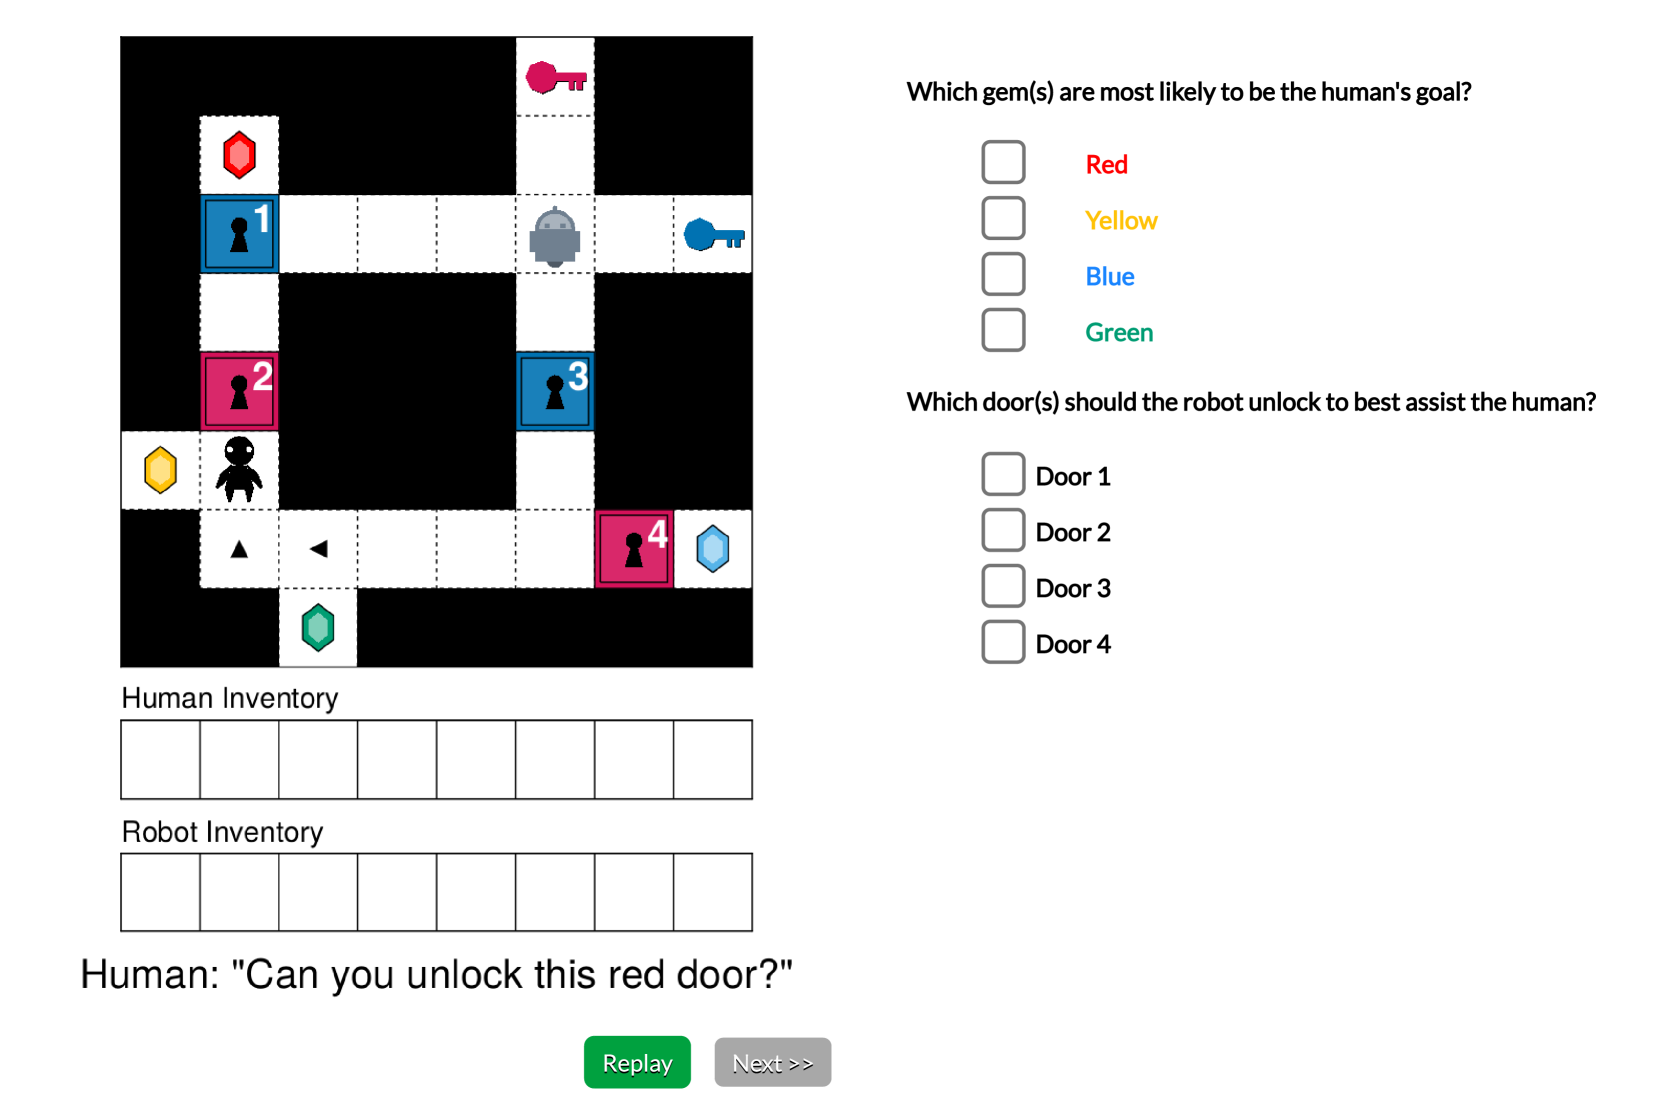 1
2
3
4
Human Inventory
Robot Inventory
Human: "Can you unlock this red door?"
Replay
Next >>
Which gem(s) are most likely to be the human's goal?
Red
Yellow
Blue
Green
Which door(s) should the robot unlock to best assist the human?
Door 1
Door 2
Door 3
Door 4